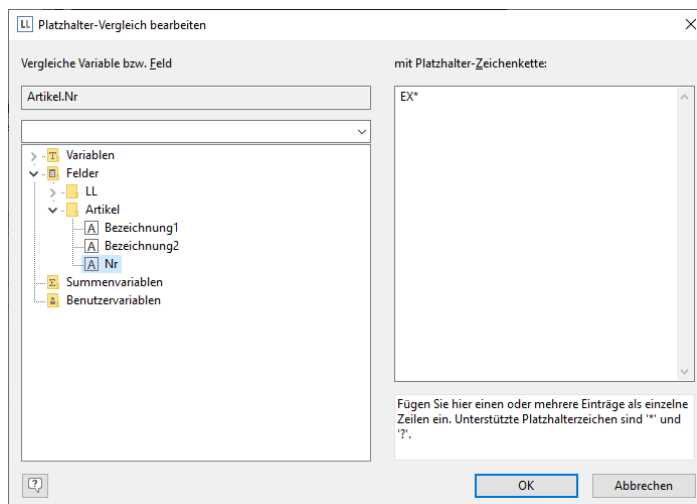 LL Platzhalter-Vergleich bearbeiten
Vergleiche Variable bzw. Feld
Artikel.Nr
Variablen
Felder
LL
Artikel
A Bezeichnung1
A Bezeichnung2
A Nr
Summenvariablen
Benutzervariablen
mit Platzhalter-Zeichenkette:
EX*
Fügen Sie hier einen oder mehrere Einträge als einzelne
Zeilen ein. Unterstützte Platzhalterzeichen sind '*' und
'?'.
OK
Abbrechen